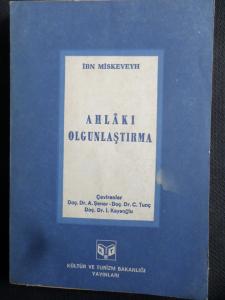 İBN MİSKEVEYH
AHLÂKI
OLGUNLAŞTIRMA
Çevirenler
Doç. Dr. A. Şener - Doç. Dr. C. Tunç
Doç. Dr. İ. Kayaoğlu
KÜLTÜR VE TURİZM BAKANLIĞI
YAYINLARI